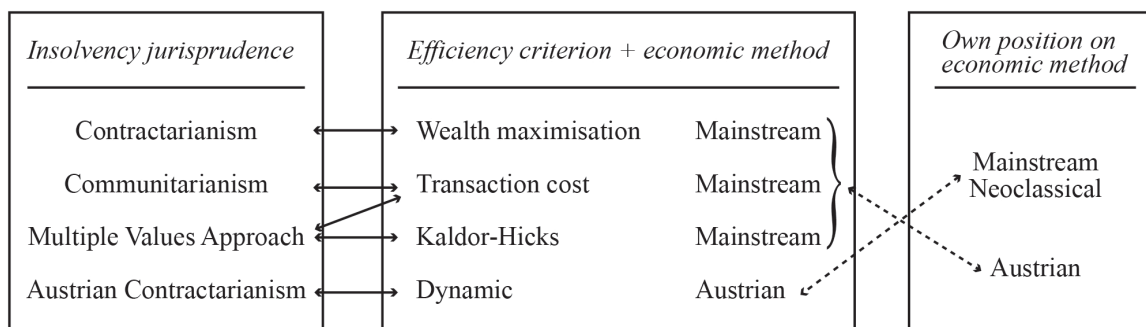 Insolvency jurisprudence
Contractarianism
Communitarianism
Multiple Values Approach
Austrian Contractarianism
Efficiency criterion + economic method
Wealth maximisation Mainstream
Transaction cost Mainstream
Kaldor-Hicks Mainstream
Dynamic Austrian
Own position on
economic method
Mainstream
Neoclassical
Austrian